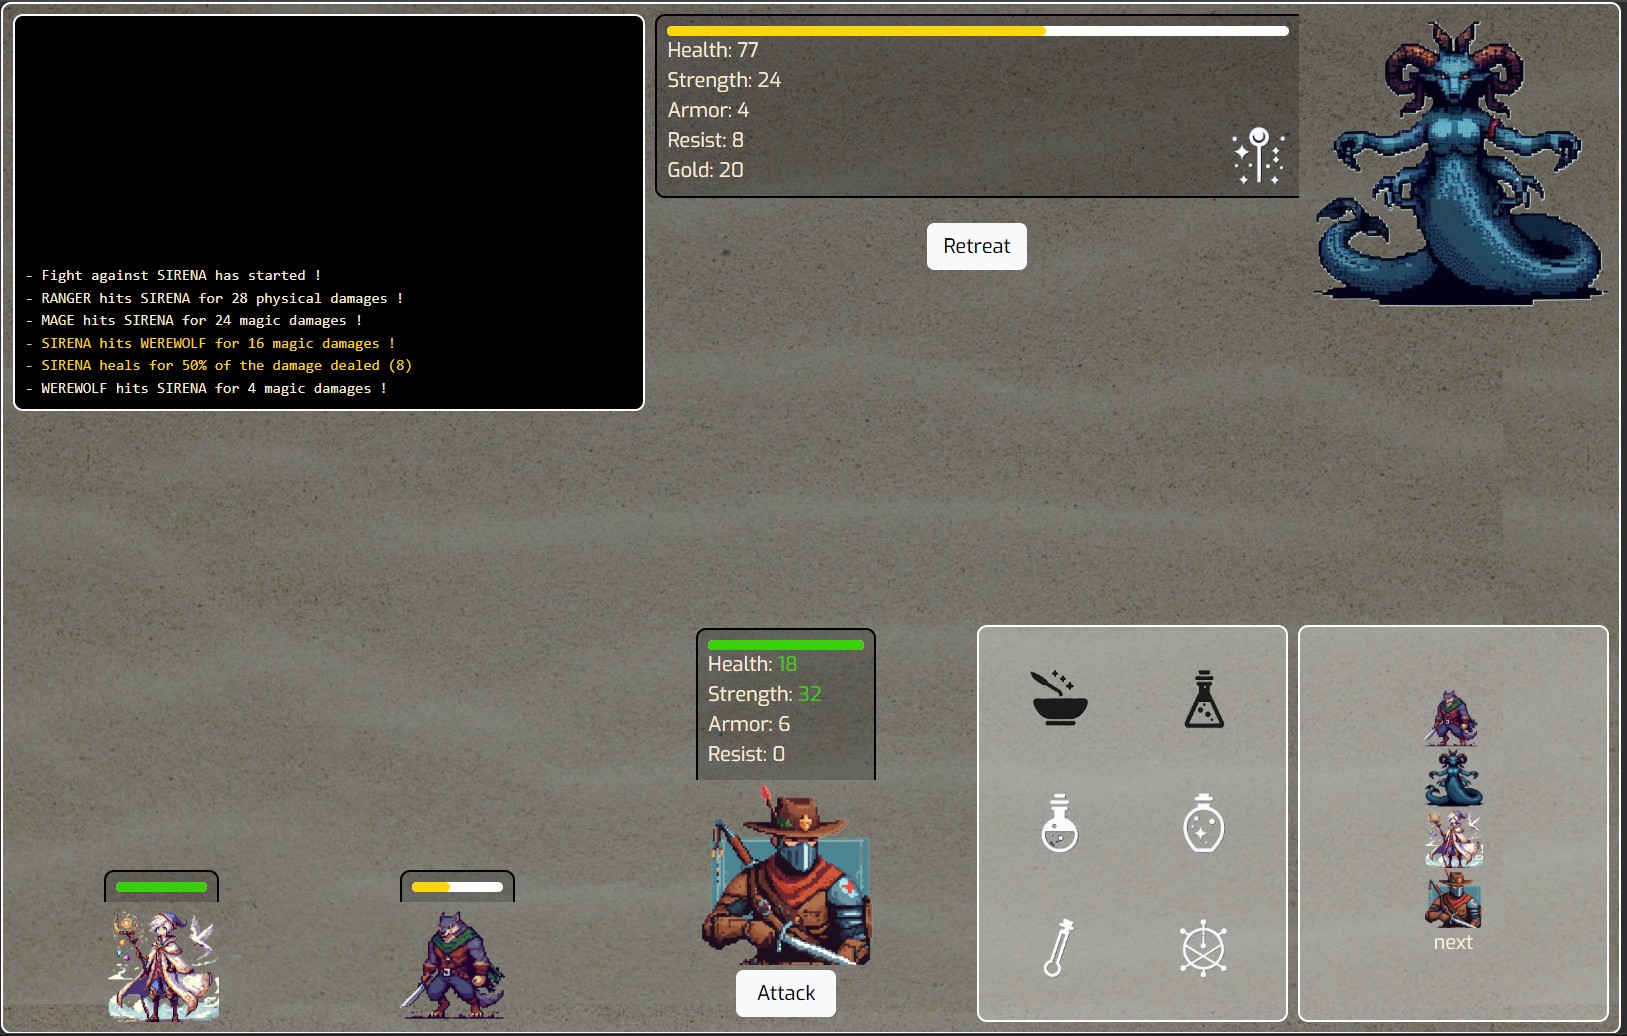 - Fight against SIRENA has started !
- RANGER hits SIRENA for 28 physical damages !
- MAGE hits SIRENA for 24 magic damages !
- SIRENA hits WEREWOLF for 16 magic damages !
- SIRENA heals for 50% of the damage dealed (8)
- WEREWOLF hits SIRENA for 4 magic damages !
Health: 77
Strength: 24
Armor: 4
Resist: 8
Gold: 20
Retreat
Health: 18
Strength: 32
Armor: 6
Resist: 0
Attack
next